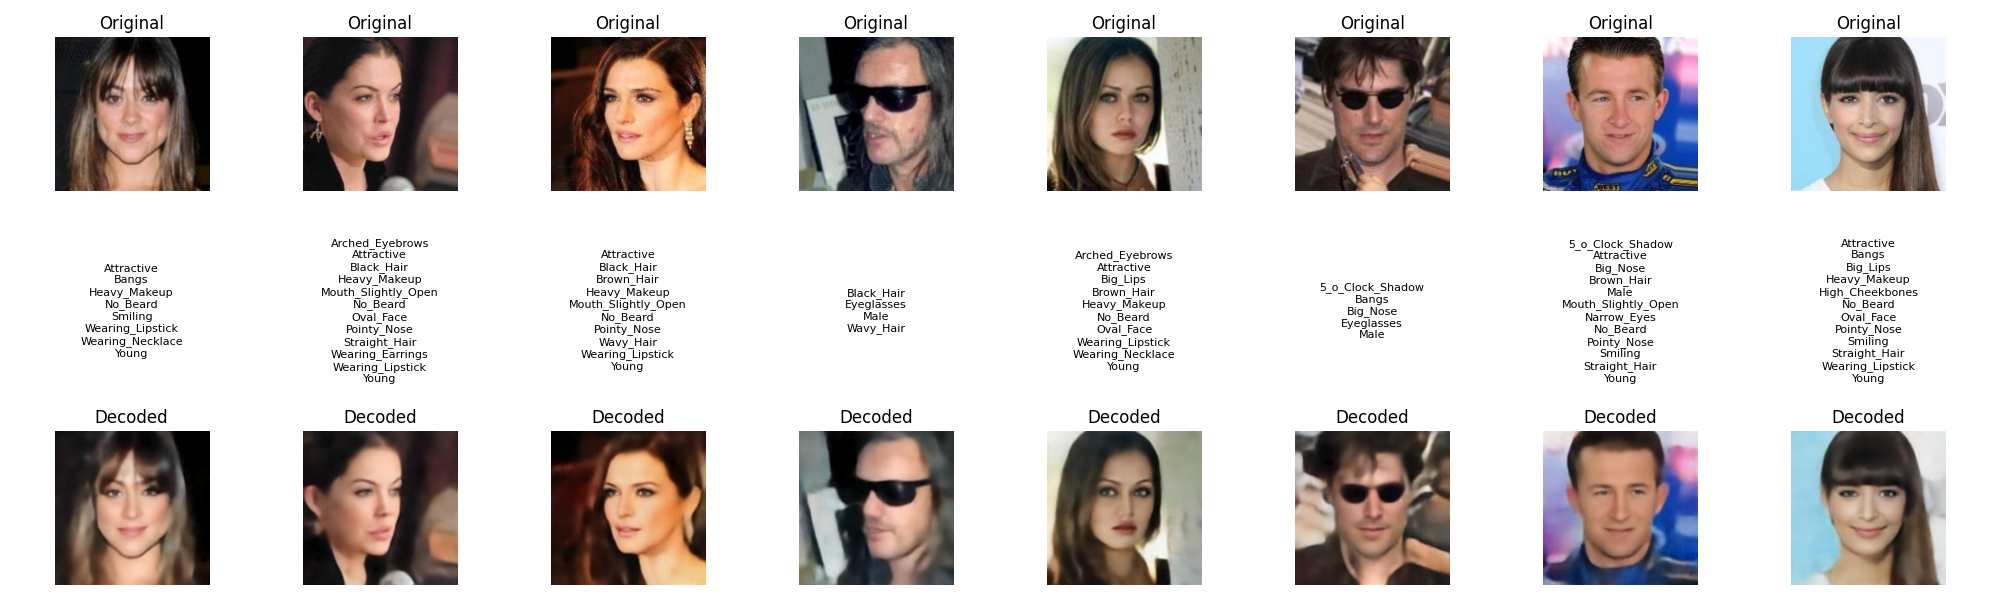 Original
Original
Original
Original
Original
Original
Original
Original
Attractive
Bangs
Heavy_Makeup
No_Beard
Smiling
Wearing_Lipstick
Wearing_Necklace
Young
Arched_Eyebrows
Attractive
Black_Hair
Heavy_Makeup
Mouth_Slightly_Open
No_Beard
Oval_Face
Pointy_Nose
Straight_Hair
Wearing_Earrings
Wearing_Lipstick
Young
Attractive
Black_Hair
Brown_Hair
Heavy_Makeup
Mouth_Slightly_Open
No_Beard
Pointy_Nose
Wavy_Hair
Wearing_Lipstick
Young
Black_Hair
Eyeglasses
Male
Wavy_Hair
Arched_Eyebrows
Attractive
Big_Lips
Brown_Hair
Heavy_Makeup
No_Beard
Oval_Face
Wearing_Lipstick
Wearing_Necklace
Young
5_o_Clock_Shadow
Bangs
Big_Nose
Eyeglasses
Male
5_o_Clock_Shadow
Attractive
Big_Nose
Brown_Hair
Male
Mouth_Slightly_Open
Narrow_Eyes
No_Beard
Pointy_Nose
Smiling
Straight_Hair
Young
Attractive
Bangs
Big_Lips
Heavy_Makeup
High_Cheekbones
No_Beard
Oval_Face
Pointy_Nose
Smiling
Straight_Hair
Wearing_Lipstick
Young
Decoded
Decoded
Decoded
Decoded
Decoded
Decoded
Decoded
Decoded